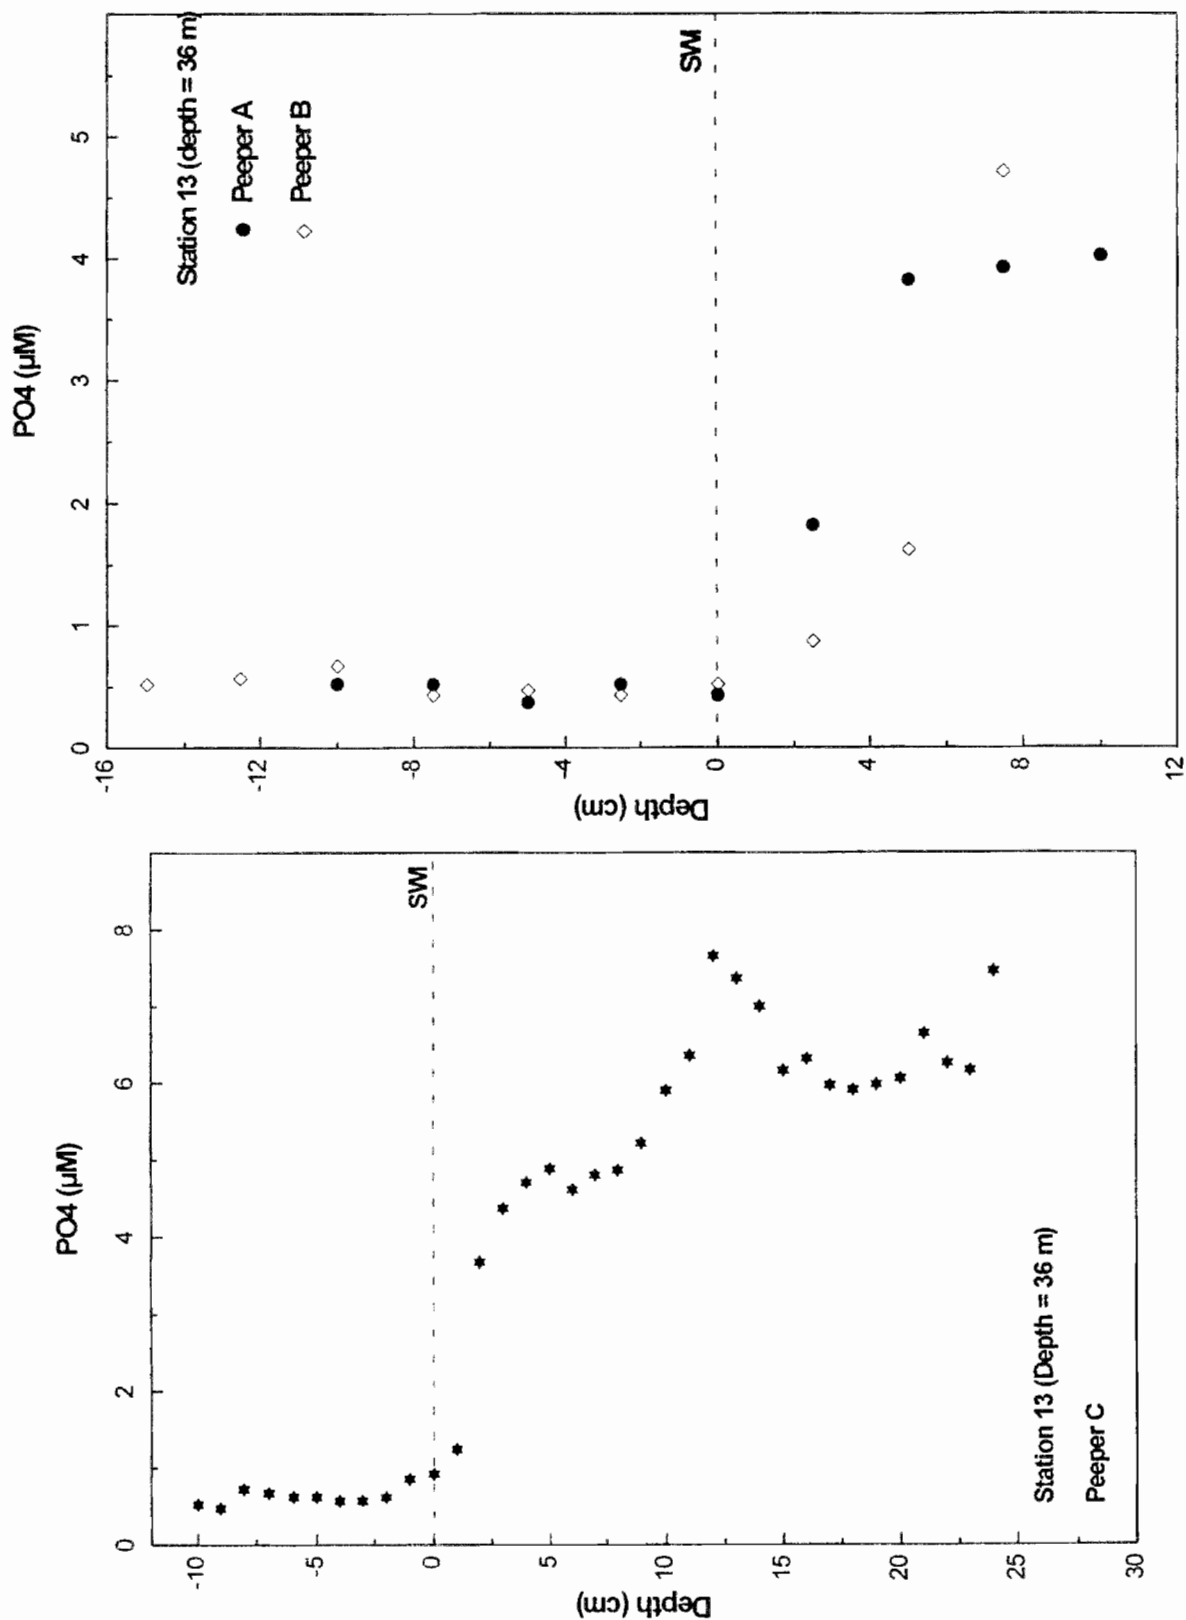 PO4 (µM)
0
2
4
6
8
-10
-5
0
5
10
15
20
25
30
Depth (cm)
SWI
Station 13 (Depth = 36 m)
Peeper C
PO4 (µM)
0
1
2
3
4
5
-16
-12
-8
-4
0
4
8
12
Depth (cm)
Station 13 (depth = 36 m)
Peeper A
Peeper B
SWI